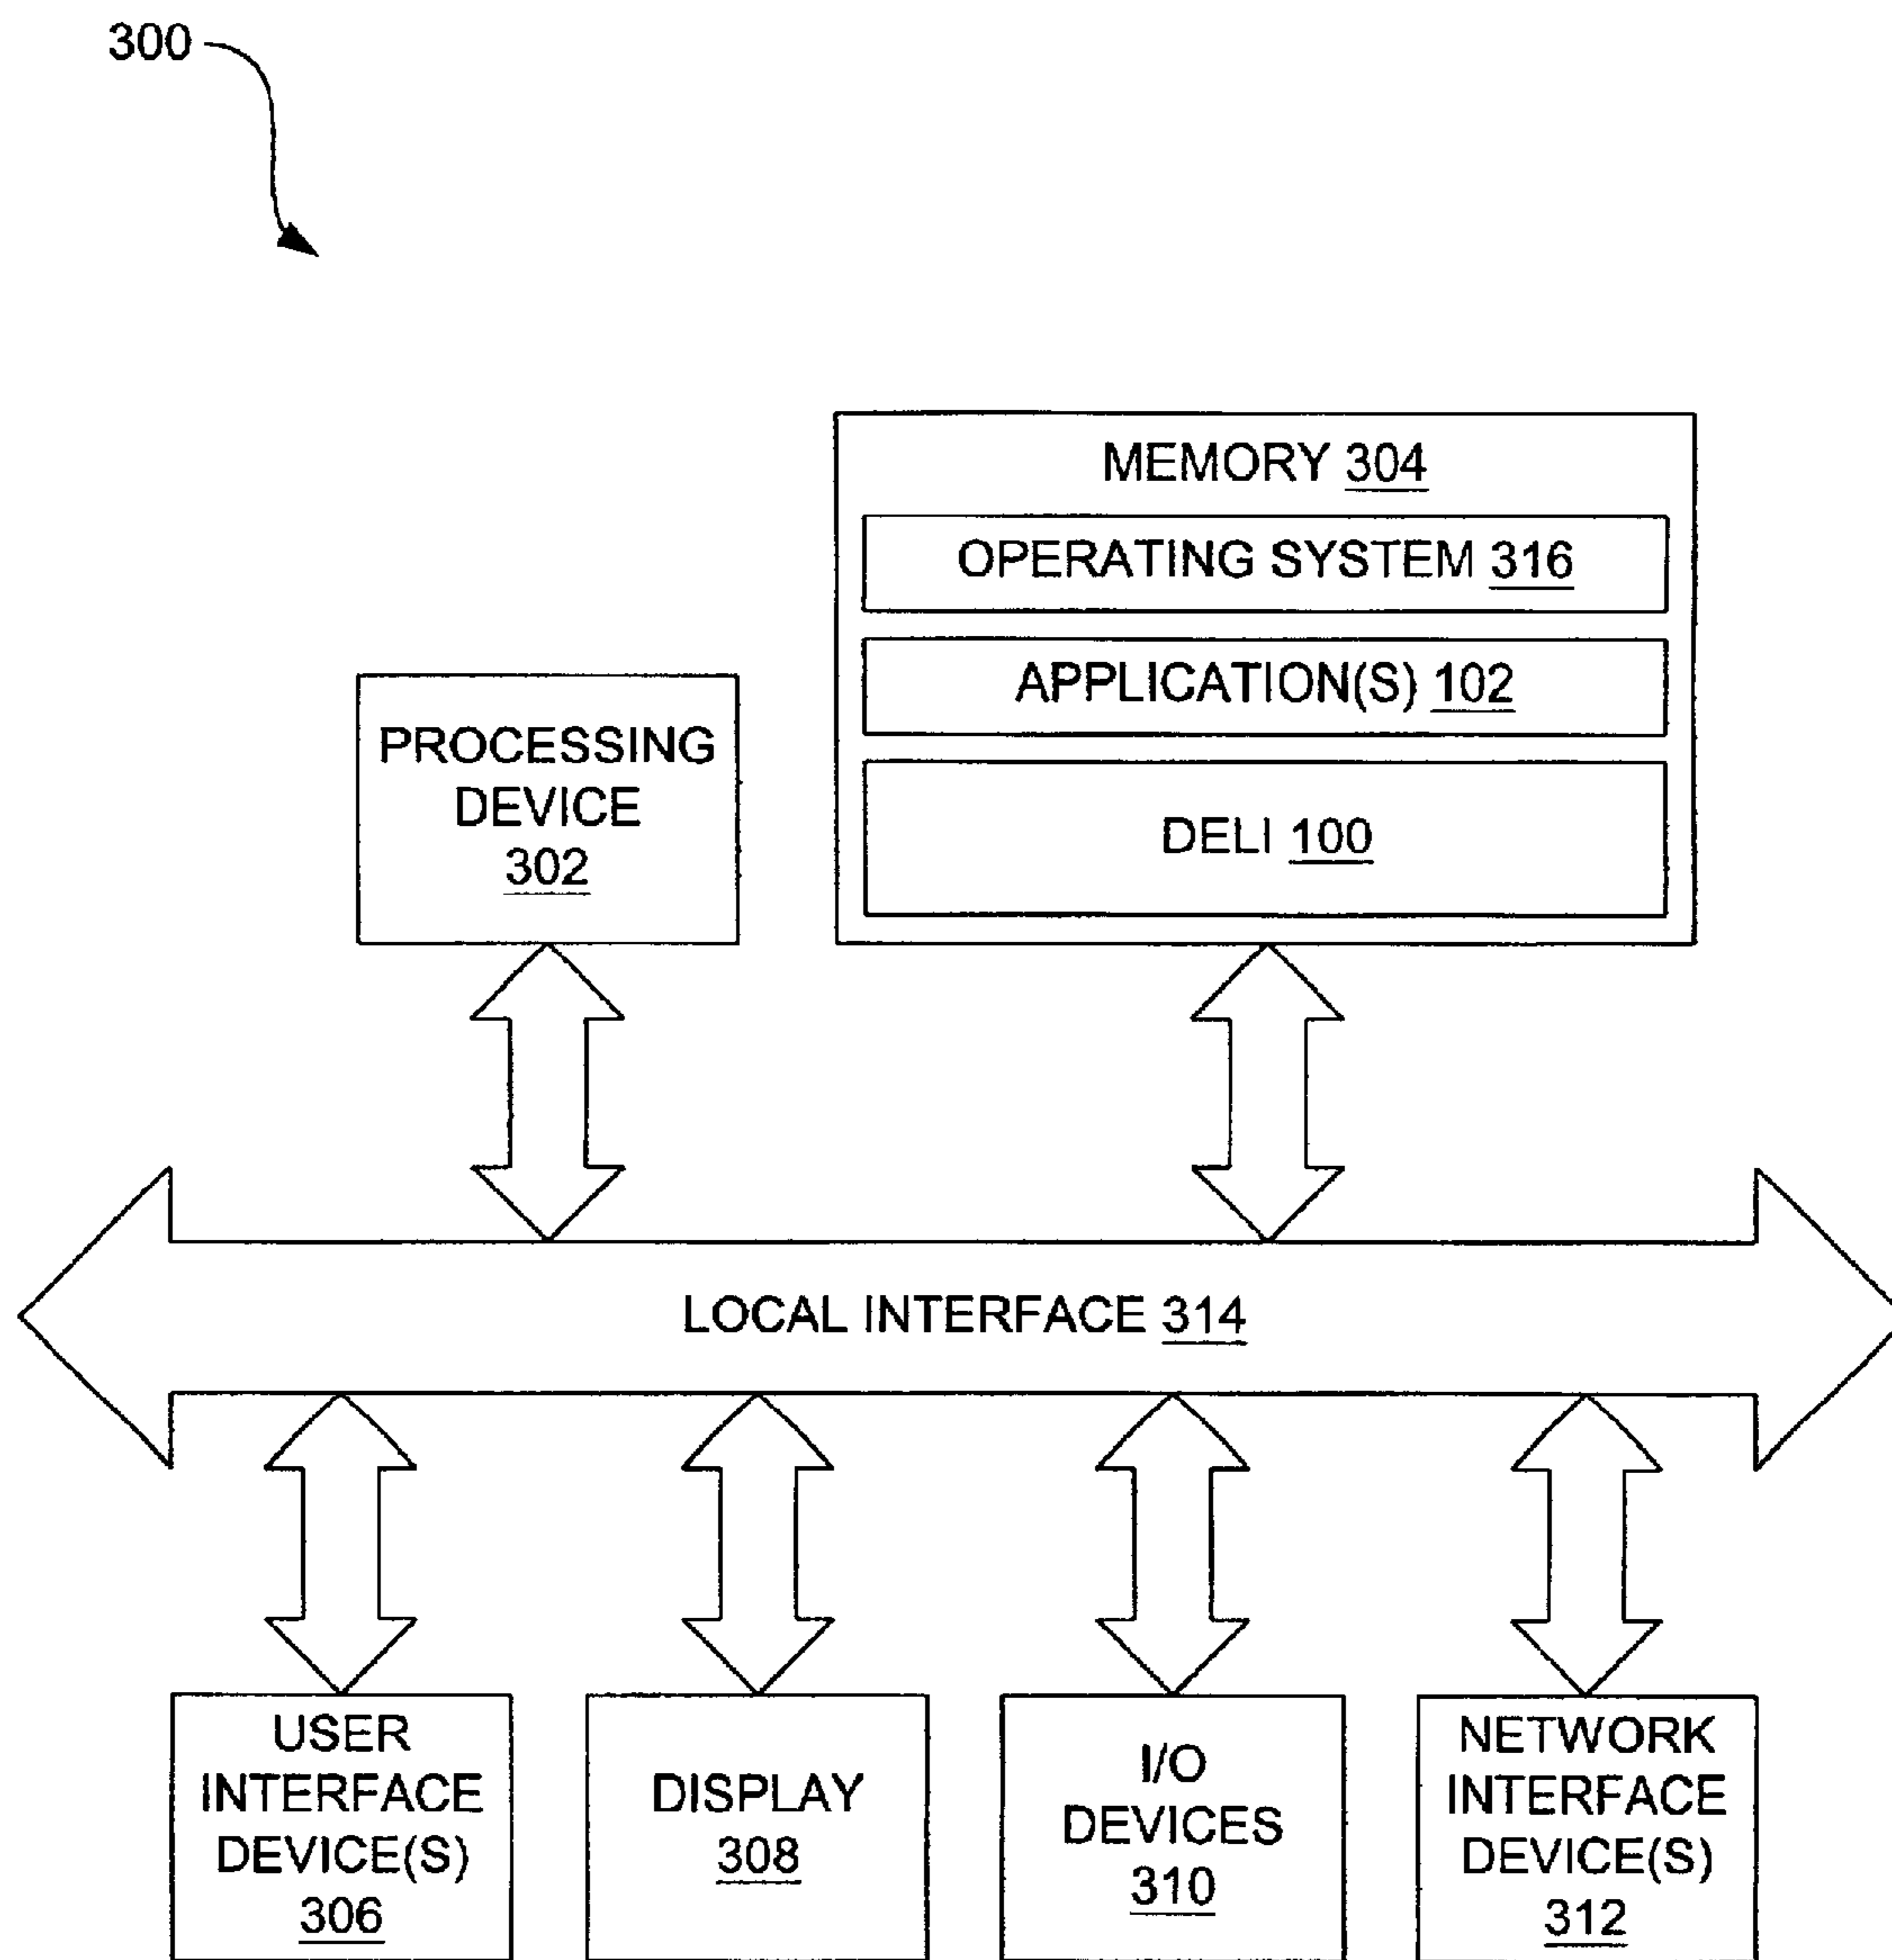 300
MEMORY 304
OPERATING SYSTEM 316
APPLICATION(S) 102
DELI 100
PROCESSING
DEVICE
302
LOCAL INTERFACE 314
USER
INTERFACE
DEVICE(S)
306
DISPLAY
308
I/O
DEVICES
310
NETWORK
INTERFACE
DEVICE(S)
312